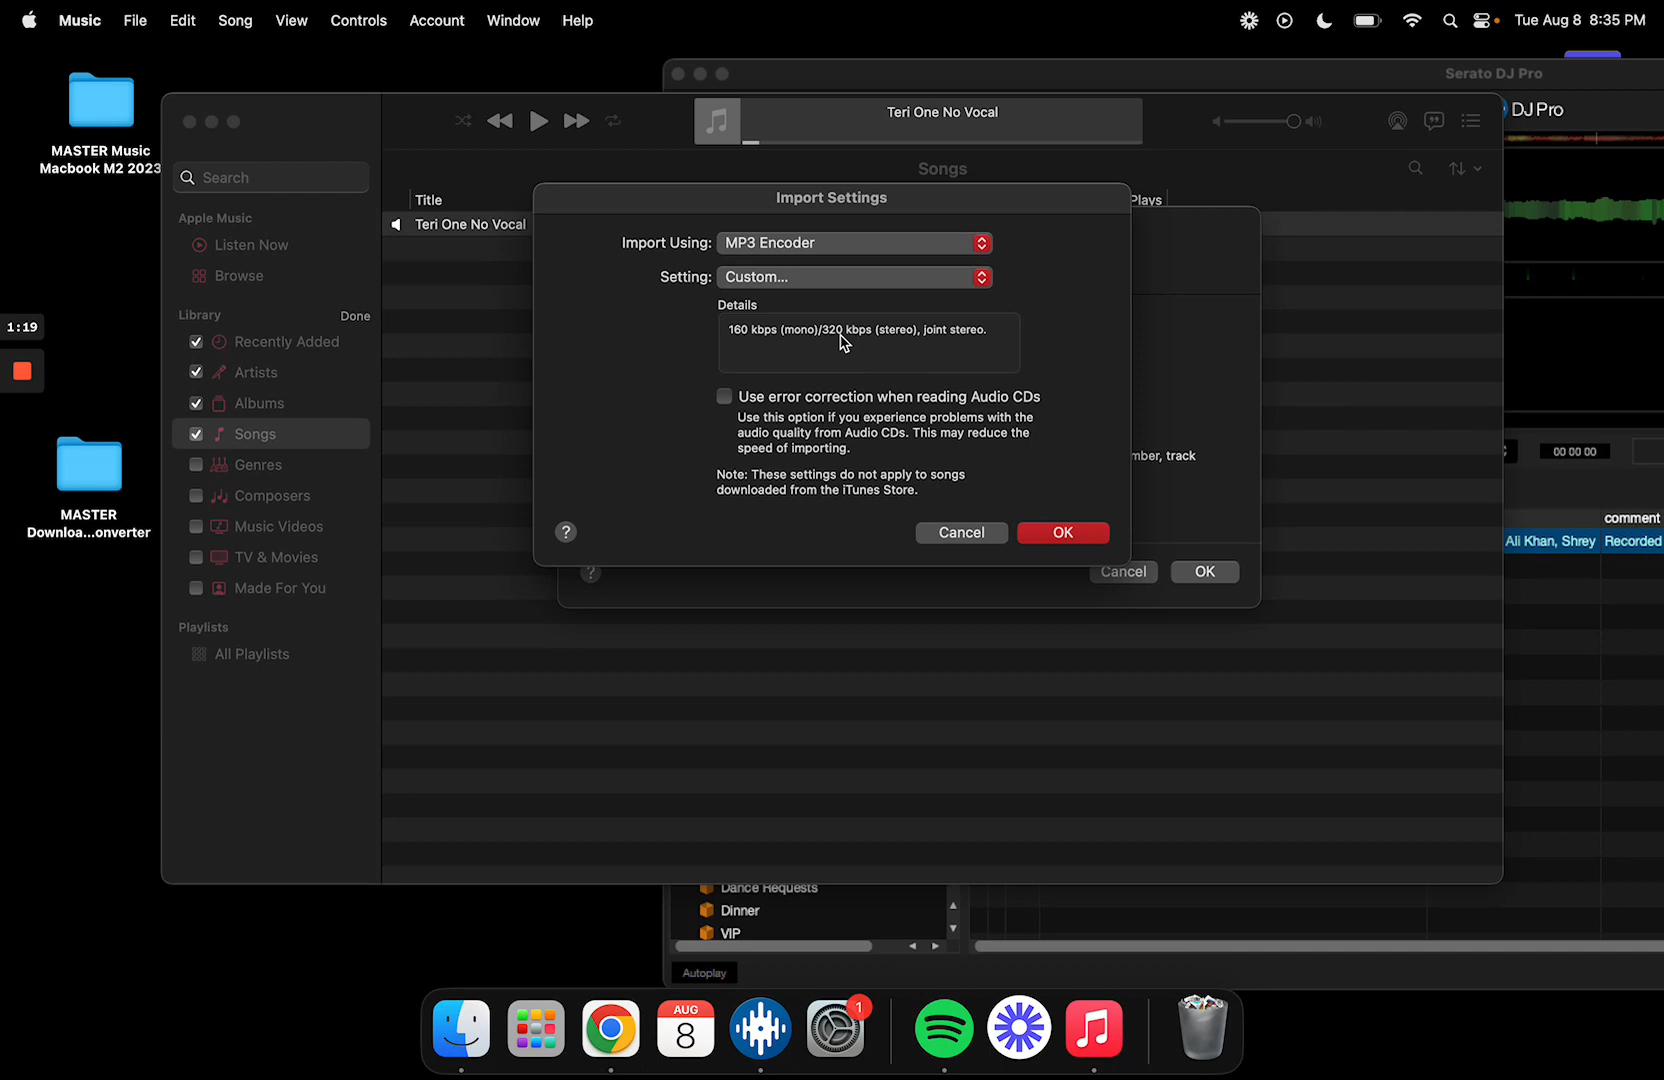 Music File Edit Song View Controls Account Window Help
Tue Aug 8 8:35 PM
MASTER Music
Macbook M2 2023
Serato DJ Pro
DJ Pro
Teri One No Vocal
Search
Songs
Apple Music
Listen Now
Browse
Title
Plays
Teri One No Vocal
Library
Done
Recently Added
Artists
Albums
Songs
Genres
Composers
Music Videos
TV & Movies
Made For You
Playlists
All Playlists
1:19
MASTER
Downloa...onverter
Import Settings
Import Using: MP3 Encoder
Setting: Custom...
Details
160 kbps (mono)/320 kbps (stereo), joint stereo.
Use error correction when reading Audio CDs
Use this option if you experience problems with the
audio quality from Audio CDs. This may reduce the
speed of importing.
Note: These settings do not apply to songs
downloaded from the iTunes Store.
? Cancel OK
mber, track
? Cancel OK
00 00 00
comment
Ali Khan, Shrey Recorded
Dance Requests
Dinner
VIP
Autoplay
AUG
8
1